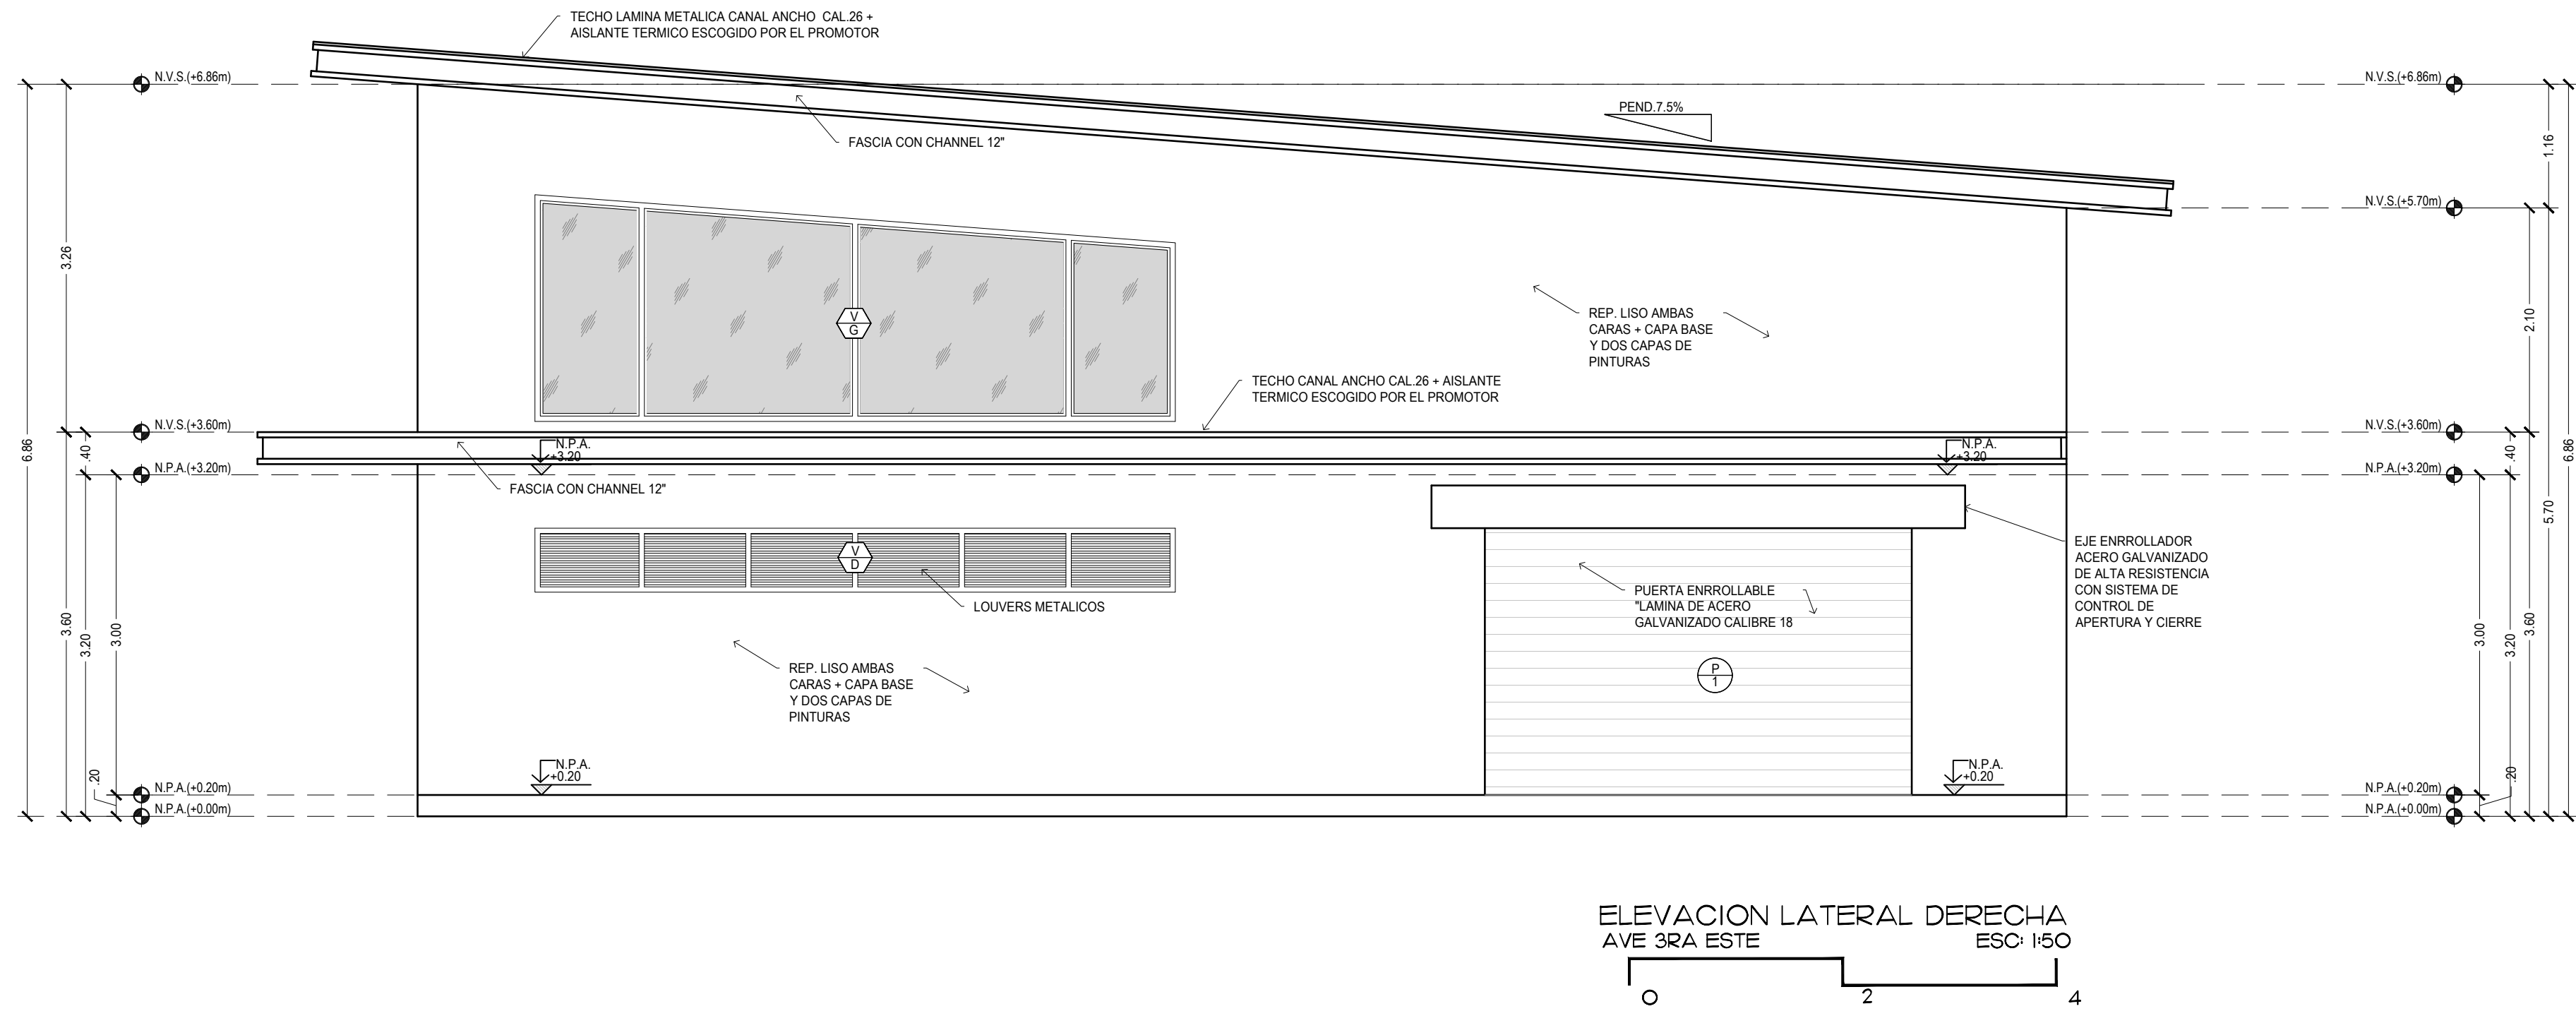 TECHO LAMINA METALICA CANAL ANCHO CAL.26 +
AISLANTE TERMICO ESCOGIDO POR EL PROMOTOR
N.V.S.(+6.86m)
N.V.S.(+6.86m)
PEND.7.5%
FASCIA CON CHANNEL 12"
1.16
N.V.S.(+5.70m)
3.26
V
G
REP. LISO AMBAS
CARAS + CAPA BASE
Y DOS CAPAS DE
PINTURAS
2.10
TECHO CANAL ANCHO CAL.26 + AISLANTE
TERMICO ESCOGIDO POR EL PROMOTOR
N.V.S.(+3.60m)
N.V.S.(+3.60m)
6.86
.40
N.P.A.
+3.20
N.P.A.
+3.20
.40
6.86
N.P.A.(+3.20m)
N.P.A.(+3.20m)
FASCIA CON CHANNEL 12"
5.70
EJE ENRROLLADOR
ACERO GALVANIZADO
DE ALTA RESISTENCIA
CON SISTEMA DE
CONTROL DE
APERTURA Y CIERRE
V
D
LOUVERS METALICOS
PUERTA ENRROLLABLE
"LAMINA DE ACERO
GALVANIZADO CALIBRE 18
3.60
3.20
3.00
3.00
3.20
3.60
REP. LISO AMBAS
CARAS + CAPA BASE
Y DOS CAPAS DE
PINTURAS
P
1
.20
N.P.A.
+0.20
N.P.A.
+0.20
.20
N.P.A.(+0.20m)
N.P.A.(+0.20m)
N.P.A.(+0.00m)
N.P.A.(+0.00m)
ELEVACION LATERAL DERECHA
AVE 3RA ESTE ESC: 1:50
0 2 4